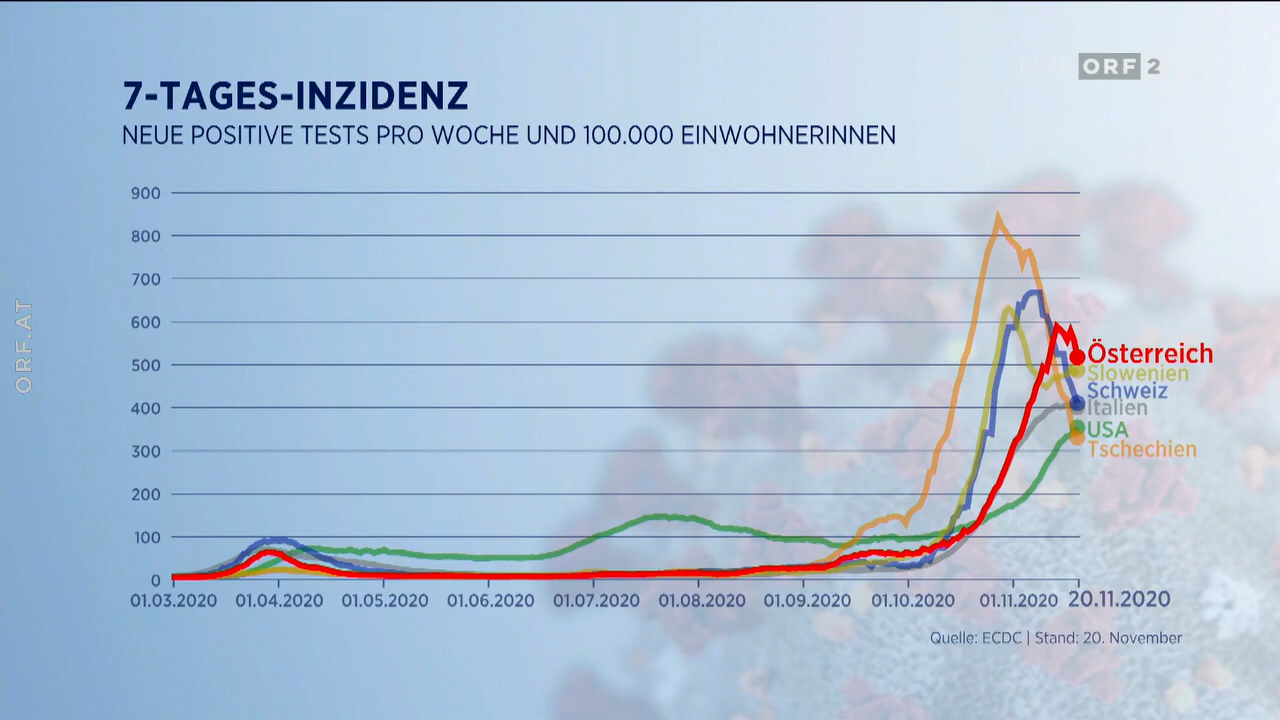 ORF 2
7-TAGES-INZIDENZ
NEUE POSITIVE TESTS PRO WOCHE UND 100.000 EINWOHNERINNEN
900
800
700
600
500
400
300
200
100
0
Österreich
Slowenien
Schweiz
Italien
USA
Tschechien
01.03.2020 01.04.2020 01.05.2020 01.06.2020 01.07.2020 01.08.2020 01.09.2020 01.10.2020 01.11.2020 20.11.2020
Quelle: ECDC | Stand: 20. November
ORF.AT